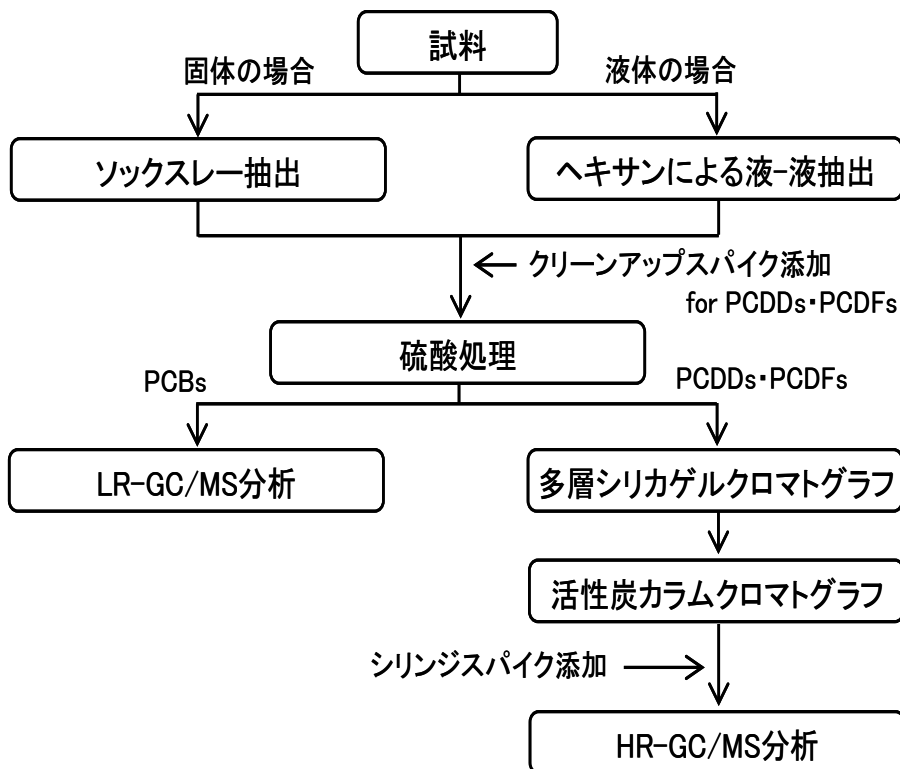 試料
固体の場合
液体の場合
ソックスレー抽出
ヘキサンによる液-液抽出
クリーンアップスパイク添加
for PCDDs・PCDFs
硫酸処理
PCBs
PCDDs・PCDFs
LR-GC/MS分析
多層シリカゲルクロマトグラフ
活性炭カラムクロマトグラフ
シリンジスパイク添加
HR-GC/MS分析